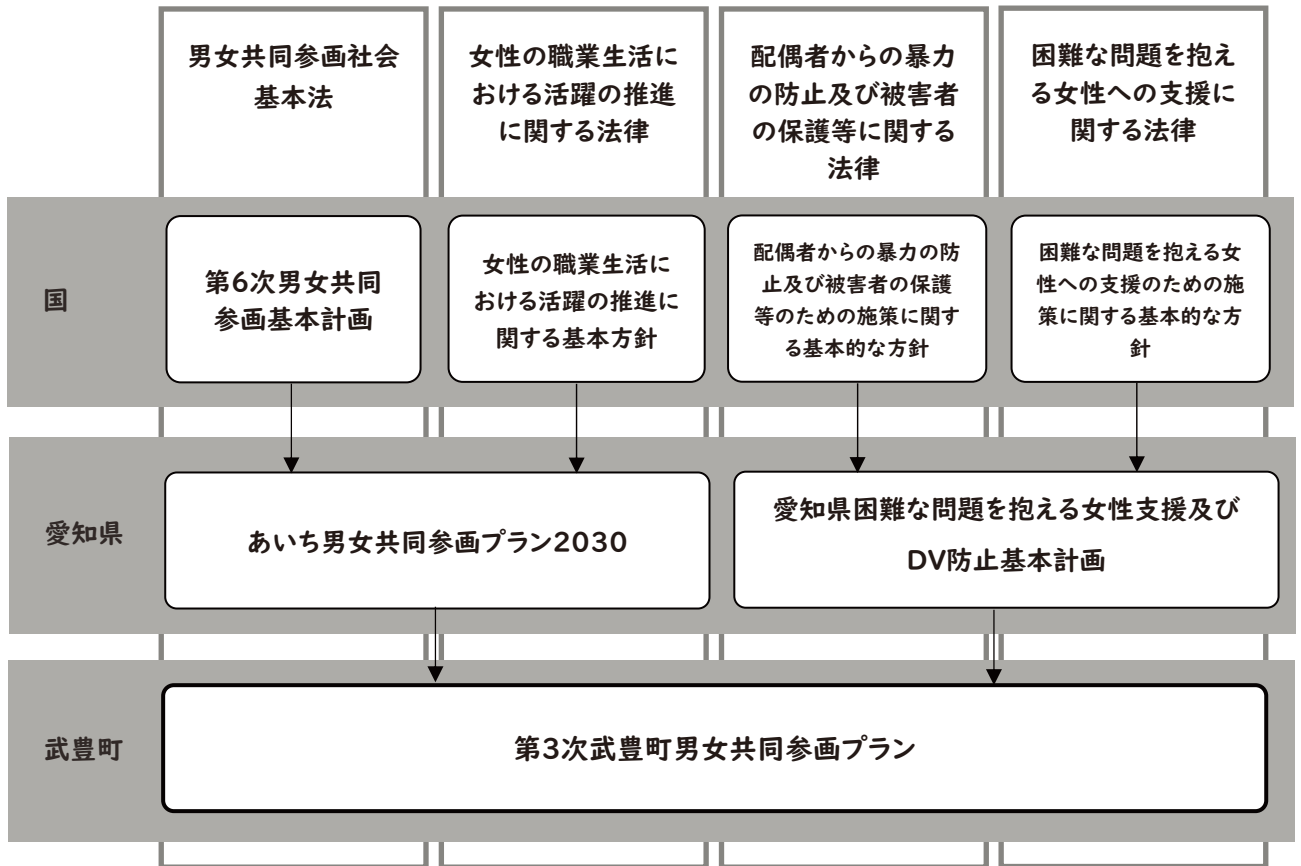 男女共同参画社会
基本法
女性の職業生活に
おける活躍の推進
に関する法律
配偶者からの暴力
の防止及び被害者
の保護等に関する
法律
困難な問題を抱え
る女性への支援に
関する法律
国
第6次男女共同
参画基本計画
女性の職業生活に
おける活躍の推進に
関する基本方針
配偶者からの暴力の防
止及び被害者の保護
等のための施策に関す
る基本的な方針
困難な問題を抱える女
性への支援のための施
策に関する基本的な方
針
愛知県
あいち男女共同参画プラン2030
愛知県困難な問題を抱える女性支援及び
DV防止基本計画
武豊町
第3次武豊町男女共同参画プラン